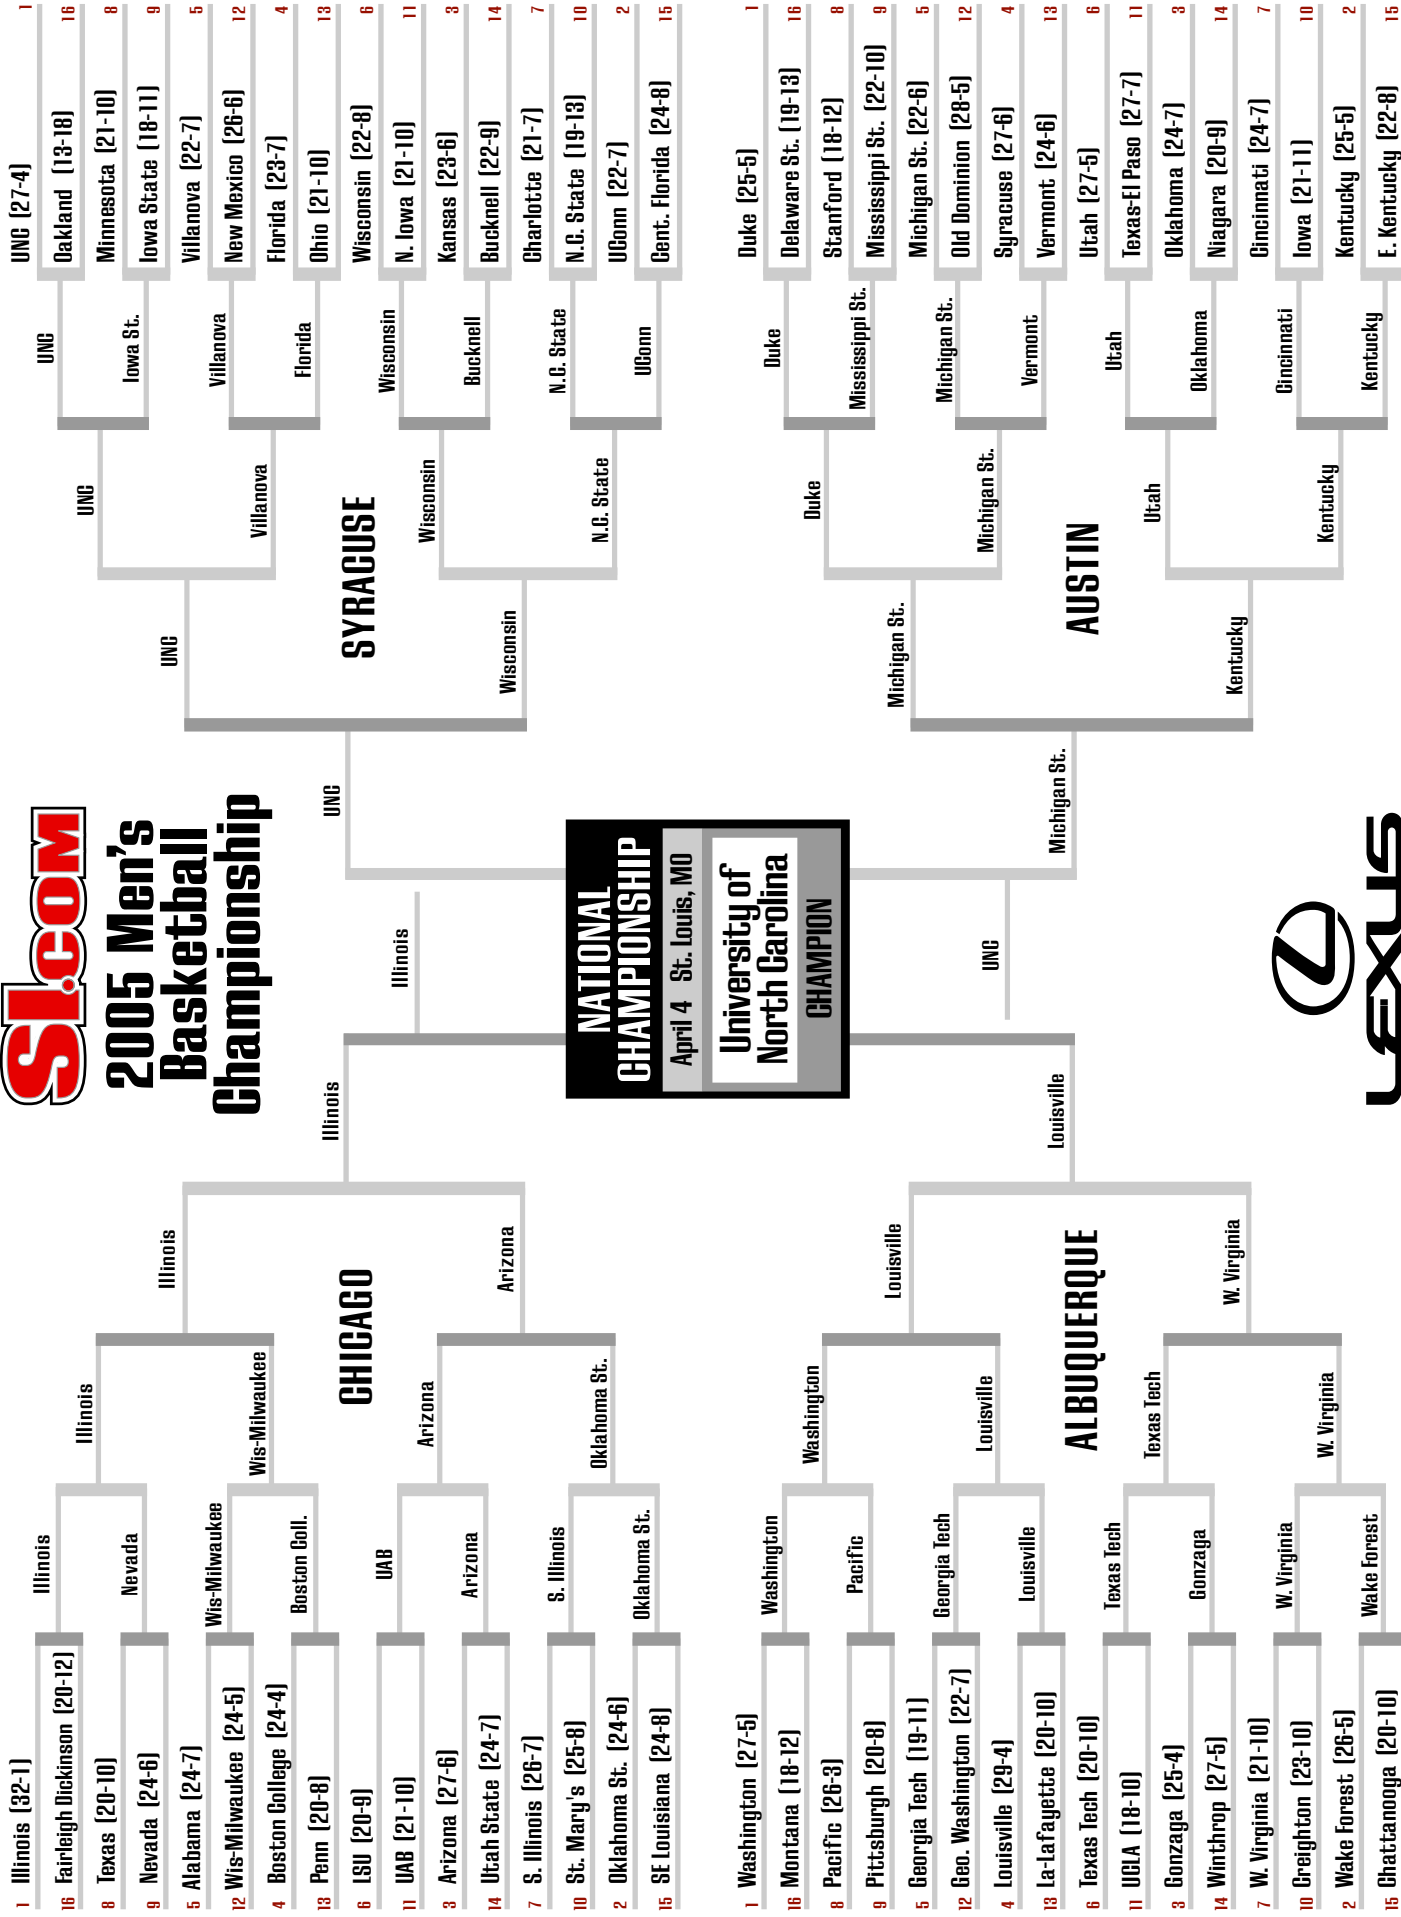 SI.COM
2005 Men's
Basketball
Championship
1 Illinois (32-1)
16 Fairleigh Dickinson (20-12)
8 Texas (20-10)
9 Nevada (24-6)
5 Alabama (24-7)
12 Wis-Milwaukee (24-5)
4 Boston College (24-4)
13 Penn (20-8)
6 LSU (20-9)
11 UAB (21-10)
3 Arizona (27-6)
14 Utah State (24-7)
7 S. Illinois (26-7)
10 St. Mary's (25-8)
2 Oklahoma St. (24-6)
15 SE Louisiana (24-8)
Illinois
Nevada
Wis-Milwaukee
Boston Coll.
UAB
Arizona
S. Illinois
Oklahoma St.
Illinois
Wis-Milwaukee
Arizona
Oklahoma St.
CHICAGO
Illinois
Arizona
Illinois
Illinois
1 Washington (27-5)
16 Montana (18-12)
8 Pacific (26-3)
9 Pittsburgh (20-8)
5 Georgia Tech (19-11)
12 Geo. Washington (22-7)
4 Louisville (29-4)
13 La-Lafayette (20-10)
6 Texas Tech (20-10)
11 UCLA (18-10)
3 Gonzaga (25-4)
14 Winthrop (27-5)
7 W. Virginia (21-10)
10 Creighton (23-10)
2 Wake Forest (26-5)
15 Chattanooga (20-10)
Washington
Pacific
Georgia Tech
Louisville
Texas Tech
Gonzaga
W. Virginia
Wake Forest
Washington
Louisville
Texas Tech
W. Virginia
ALBUQUERQUE
Louisville
W. Virginia
Louisville
NATIONAL
CHAMPIONSHIP
April 4 St. Louis, MO
University of
North Carolina
CHAMPION
UNC
UNC (27-4) 1
Oakland (13-18) 16
Minnesota (21-10) 8
Iowa State (18-11) 9
Villanova (22-7) 5
New Mexico (26-6) 12
Florida (23-7) 4
Ohio (21-10) 13
Wisconsin (22-8) 6
N. Iowa (21-10) 11
Kansas (23-6) 3
Bucknell (22-9) 14
Charlotte (21-7) 7
N.C. State (19-13) 10
UConn (22-7) 2
Cent. Florida (24-8) 15
UNC
Iowa St.
Villanova
Florida
Wisconsin
Bucknell
N.C. State
UConn
UNC
Villanova
Wisconsin
N.C. State
SYRACUSE
UNC
Wisconsin
UNC
Duke (25-5) 1
Delaware St. (19-13) 16
Stanford (18-12) 8
Mississippi St. (22-10) 9
Michigan St. (22-6) 5
Old Dominion (28-5) 12
Syracuse (27-6) 4
Vermont (24-6) 13
Utah (27-5) 6
Texas-El Paso (27-7) 11
Oklahoma (24-7) 3
Niagara (20-9) 14
Cincinnati (24-7) 7
Iowa (21-11) 10
Kentucky (25-5) 2
E. Kentucky (22-8) 15
Duke
Mississippi St.
Michigan St.
Vermont
Utah
Oklahoma
Cincinnati
Kentucky
Duke
Michigan St.
Utah
Kentucky
AUSTIN
Michigan St.
Kentucky
Michigan St.
LEXUS